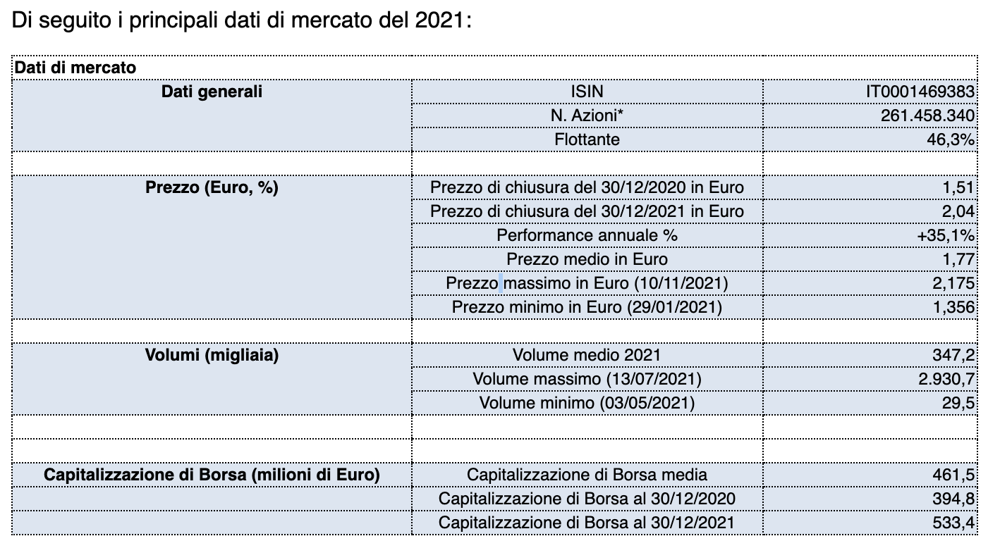 Di seguito i principali dati di mercato del 2021:
Dati di mercato
Dati generali ISIN IT0001469383
N. Azioni* 261.458.340
Flottante 46,3%
Prezzo (Euro, %) Prezzo di chiusura del 30/12/2020 in Euro 1,51
Prezzo di chiusura del 30/12/2021 in Euro 2,04
Performance annuale % +35,1%
Prezzo medio in Euro 1,77
Prezzo massimo in Euro (10/11/2021) 2,175
Prezzo minimo in Euro (29/01/2021) 1,356
Volumi (migliaia) Volume medio 2021 347,2
Volume massimo (13/07/2021) 2.930,7
Volume minimo (03/05/2021) 29,5
Capitalizzazione di Borsa (milioni di Euro) Capitalizzazione di Borsa media 461,5
Capitalizzazione di Borsa al 30/12/2020 394,8
Capitalizzazione di Borsa al 30/12/2021 533,4